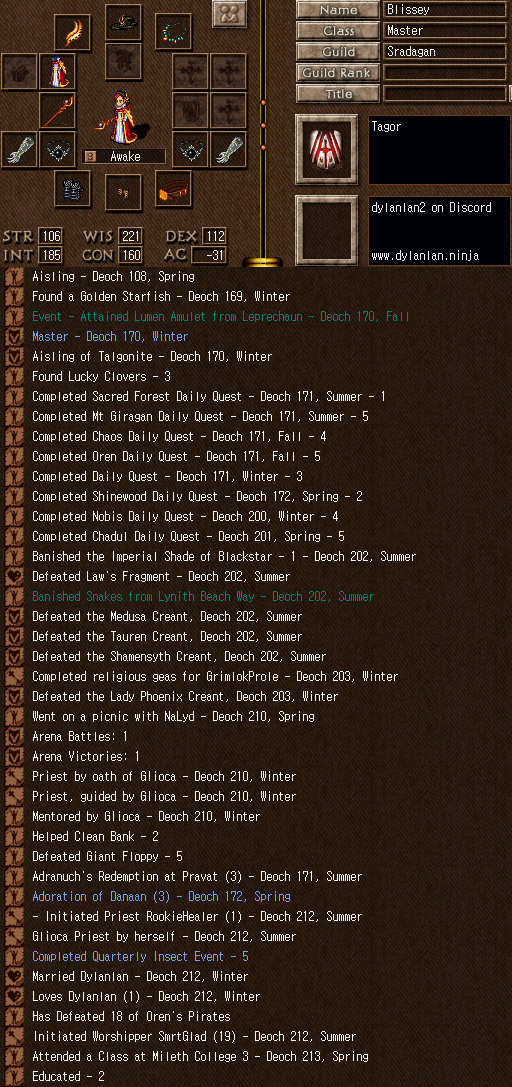 Name Blissey
Class Master
Guild Sradagan
Guild Rank
Title
Tagor
Awake
dylanlan2 on Discord
www.dylanlan.ninja
STR 106 WIS 221 DEX 112
INT 185 CON 160 AC -31
Aisling - Deoch 108, Spring
Found a Golden Starfish - Deoch 169, Winter
Event - Attained Lumen Amulet from Leprechaun - Deoch 170, Fall
Master - Deoch 170, Winter
Aisling of Talgonite - Deoch 170, Winter
Found Lucky Clovers - 3
Completed Sacred Forest Daily Quest - Deoch 171, Summer - 1
Completed Mt Giragan Daily Quest - Deoch 171, Summer - 5
Completed Chaos Daily Quest - Deoch 171, Fall - 4
Completed Oren Daily Quest - Deoch 171, Fall - 5
Completed Daily Quest - Deoch 171, Winter - 3
Completed Shinewood Daily Quest - Deoch 172, Spring - 2
Completed Nobis Daily Quest - Deoch 200, Winter - 4
Completed Chadul Daily Quest - Deoch 201, Spring - 5
Banished the Imperial Shade of Blackstar - 1 - Deoch 202, Summer
Defeated Law's Fragment - Deoch 202, Summer
Banished Snakes from Lynith Beach Way - Deoch 202, Summer
Defeated the Medusa Creant, Deoch 202, Summer
Defeated the Tauren Creant, Deoch 202, Summer
Defeated the Shamensyth Creant, Deoch 202, Summer
Completed religious geas for GrimlokProle - Deoch 203, Winter
Defeated the Lady Phoenix Creant, Deoch 203, Winter
Went on a picnic with NaLyd - Deoch 210, Spring
Arena Battles: 1
Arena Victories: 1
Priest by oath of Glioca - Deoch 210, Winter
Priest, guided by Glioca - Deoch 210, Winter
Mentored by Glioca - Deoch 210, Winter
Helped Clean Bank - 2
Defeated Giant Floppy - 5
Adranuch's Redemption at Pravat (3) - Deoch 171, Summer
Adoration of Danaan (3) - Deoch 172, Spring
- Initiated Priest RookieHealer (1) - Deoch 212, Summer
Glioca Priest by herself - Deoch 212, Summer
Completed Quarterly Insect Event - 5
Married Dylanlan - Deoch 212, Winter
Loves Dylanlan (1) - Deoch 212, Winter
Has Defeated 18 of Oren's Pirates
Initiated Worshipper SmrtGlad (19) - Deoch 212, Summer
Attended a Class at Mileth College 3 - Deoch 213, Spring
Educated - 2